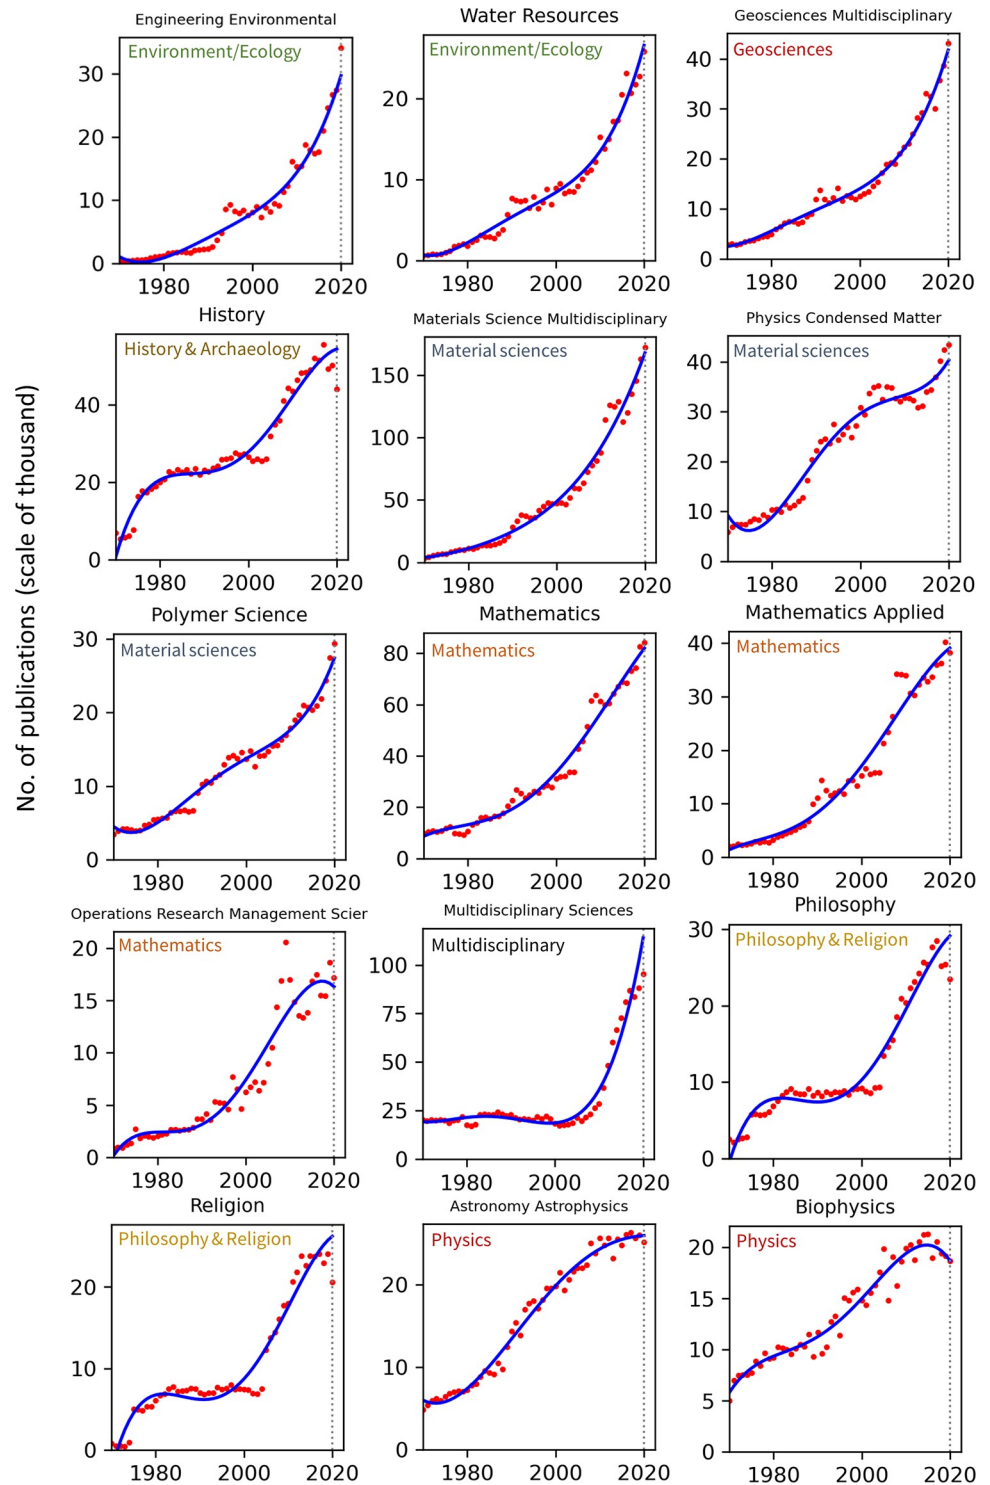 No. of publications (scale of thousand)
Engineering Environmental
Environment/Ecology
30
20
10
0
1980 2000 2020
Water Resources
Environment/Ecology
20
10
0
1980 2000 2020
Geosciences Multidisciplinary
Geosciences
40
30
20
10
0
1980 2000 2020
History
History & Archaeology
40
20
0
1980 2000 2020
Materials Science Multidisciplinary
Material sciences
150
100
50
0
1980 2000 2020
Physics Condensed Matter
Material sciences
40
30
20
10
0
1980 2000 2020
Polymer Science
Material sciences
30
20
10
0
1980 2000 2020
Mathematics
Mathematics
80
60
40
20
0
1980 2000 2020
Mathematics Applied
Mathematics
40
30
20
10
0
1980 2000 2020
Operations Research Management Scier
Mathematics
20
15
10
5
0
1980 2000 2020
Multidisciplinary Sciences
Multidisciplinary
100
75
50
25
0
1980 2000 2020
Philosophy
Philosophy & Religion
30
20
10
0
1980 2000 2020
Religion
Philosophy & Religion
20
10
0
1980 2000 2020
Astronomy Astrophysics
Physics
20
10
0
1980 2000 2020
Biophysics
Physics
20
15
10
5
0
1980 2000 2020